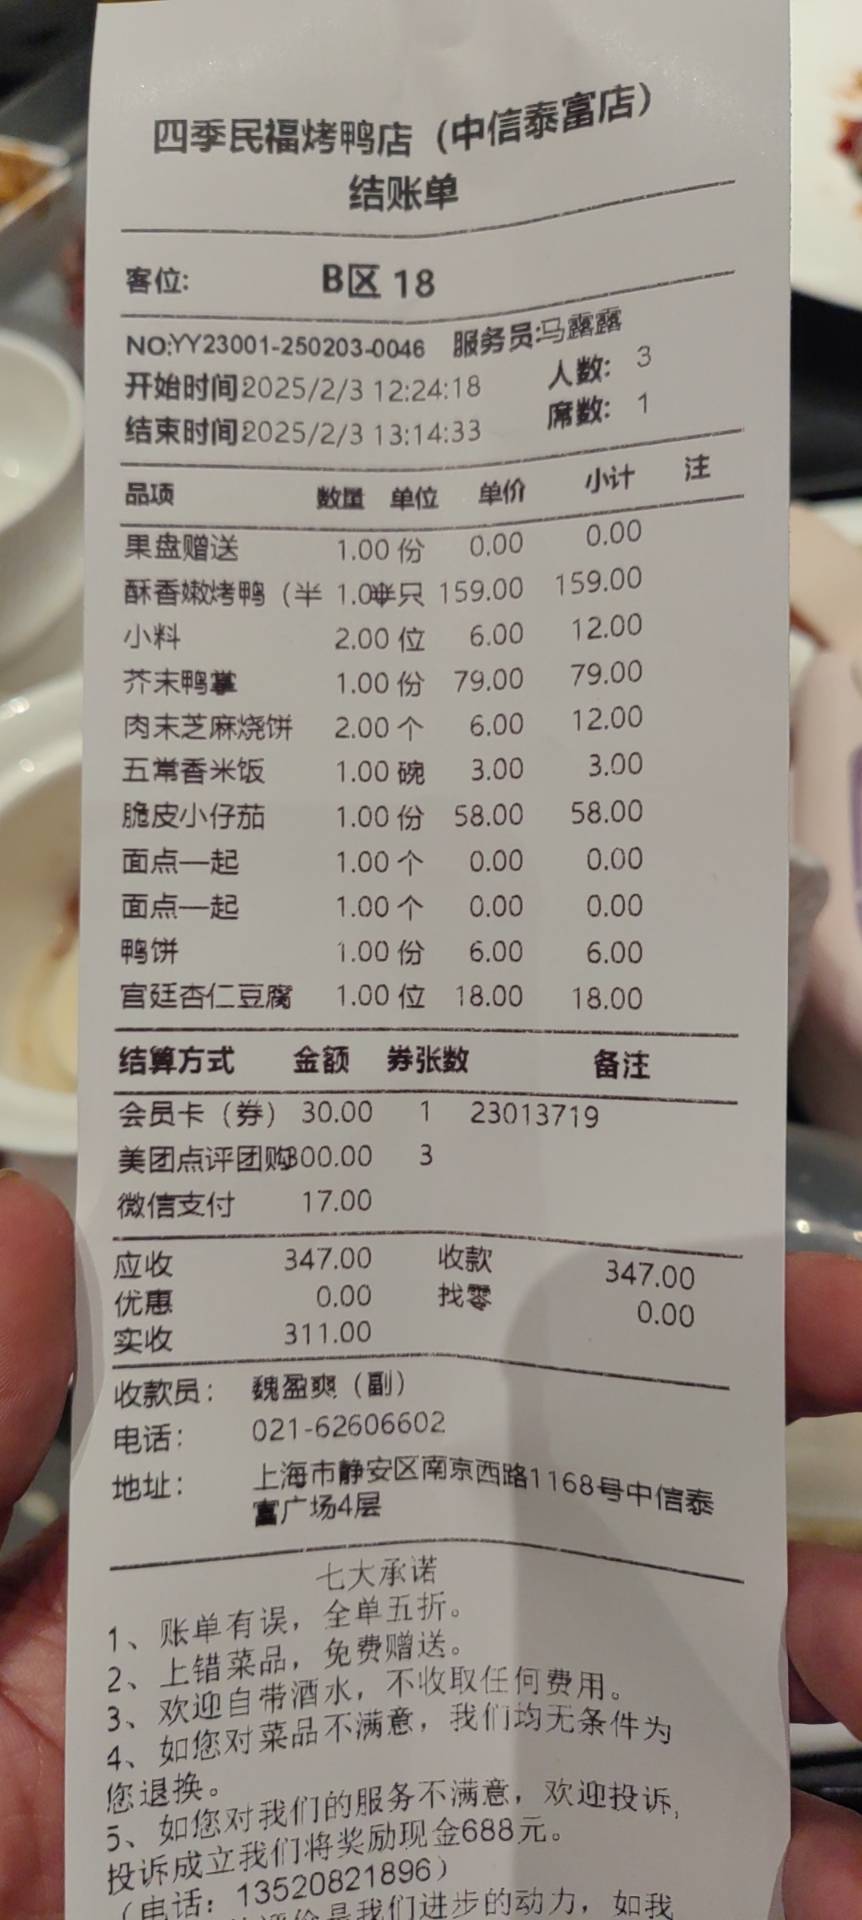 四季民福烤鸭店（中信泰富店）
结账单
客位: B区 18
NO:YY23001-250203-0046 服务员:马露露
开始时间2025/2/3 12:24:18 人数: 3
结束时间2025/2/3 13:14:33 席数: 1
品项 数量 单位 单价 小计 注
果盘赠送 1.00 份 0.00 0.00
酥香嫩烤鸭（半 1.00 半只 159.00 159.00
小料 2.00 位 6.00 12.00
芥末鸭掌 1.00 份 79.00 79.00
肉末芝麻烧饼 2.00 个 6.00 12.00
五常香米饭 1.00 碗 3.00 3.00
脆皮小仔茄 1.00 份 58.00 58.00
面点一起 1.00 个 0.00 0.00
面点一起 1.00 个 0.00 0.00
鸭饼 1.00 份 6.00 6.00
宫廷杏仁豆腐 1.00 位 18.00 18.00
结算方式 金额 券张数 备注
会员卡（券） 30.00 1 23013719
美团点评团购300.00 3
微信支付 17.00
应收 347.00 收款 347.00
优惠 0.00 找零 0.00
实收 311.00
收款员： 魏盈爽（副）
电话： 021-62606602
地址： 上海市静安区南京西路1168号中信泰
富广场4层
七大承诺
1、账单有误，全单五折。
2、上错菜品，免费赠送。
3、欢迎自带酒水，不收取任何费用。
4、如您对菜品不满意，我们均无条件为
您退换。
5、如您对我们的服务不满意，欢迎投诉,
投诉成立我们将奖励现金688元。
（电话：13520821896）
评价是我们进步的动力，如我